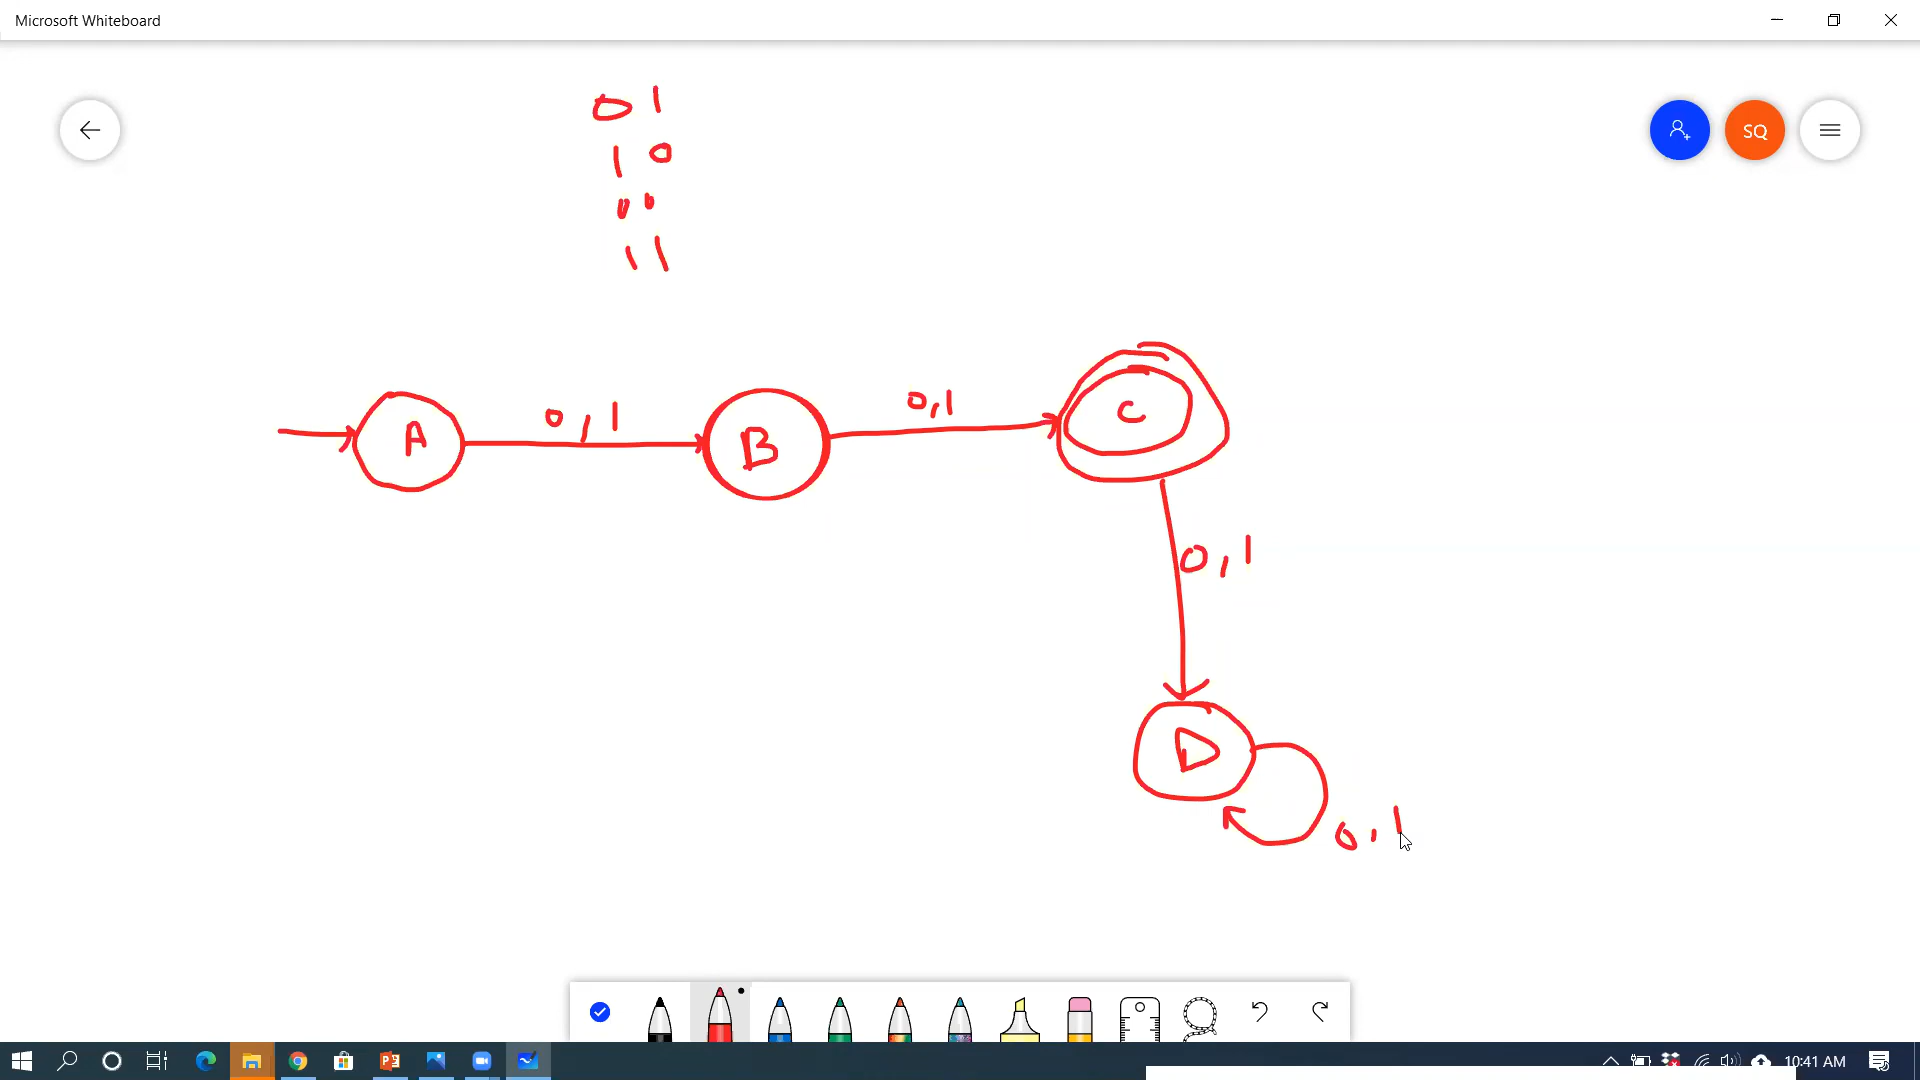 Microsoft Whiteboard
0 1
1 0
SQ
0 0
1 1
A
0,1
B
0,1
C
0,1
D
0,1
10:41 AM